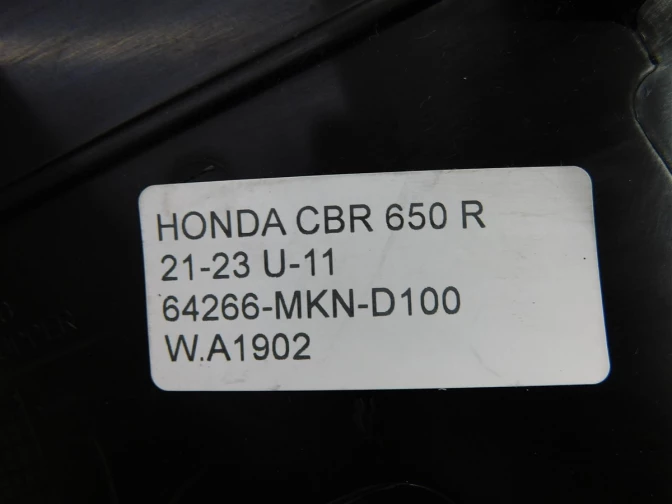 HONDA CBR 650 R
21-23 U-11
64266-MKN-D100
W.A1902